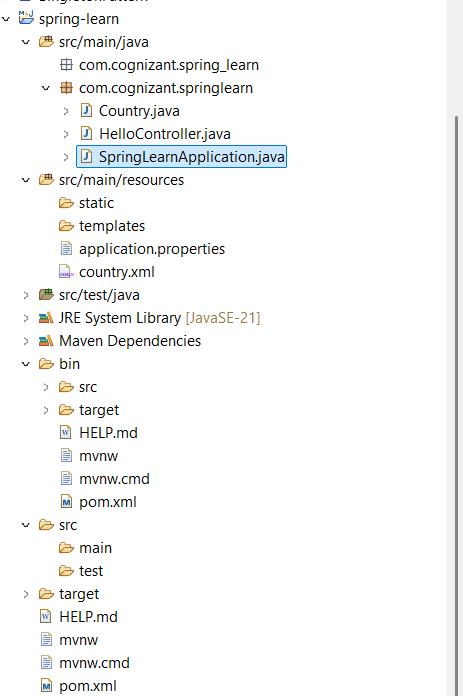 spring-learn
src/main/java
com.cognizant.spring_learn
com.cognizant.springlearn
Country.java
HelloController.java
SpringLearnApplication.java
src/main/resources
static
templates
application.properties
country.xml
src/test/java
JRE System Library [JavaSE-21]
Maven Dependencies
bin
src
target
HELP.md
mvnw
mvnw.cmd
pom.xml
src
main
test
target
HELP.md
mvnw
mvnw.cmd
pom.xml